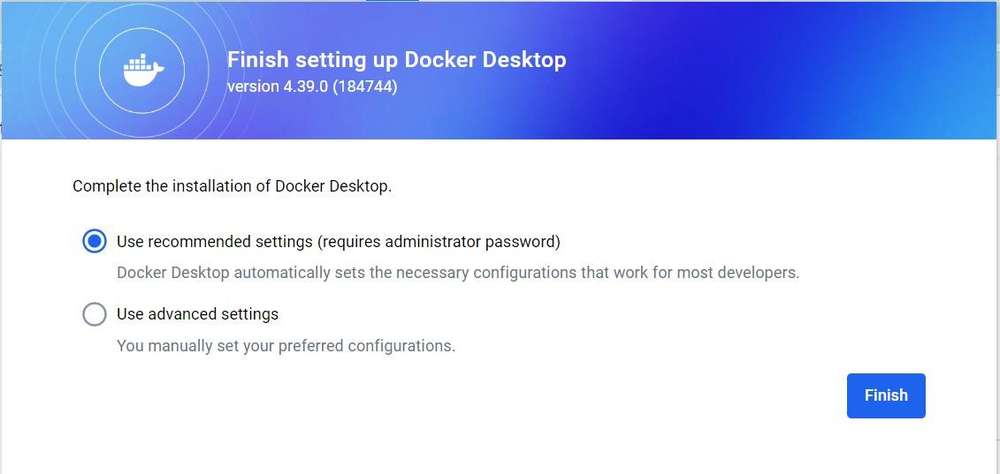 Finish setting up Docker Desktop
version 4.39.0 (184744)
Complete the installation of Docker Desktop.
Use recommended settings (requires administrator password)
Docker Desktop automatically sets the necessary configurations that work for most developers.
Use advanced settings
You manually set your preferred configurations.
Finish